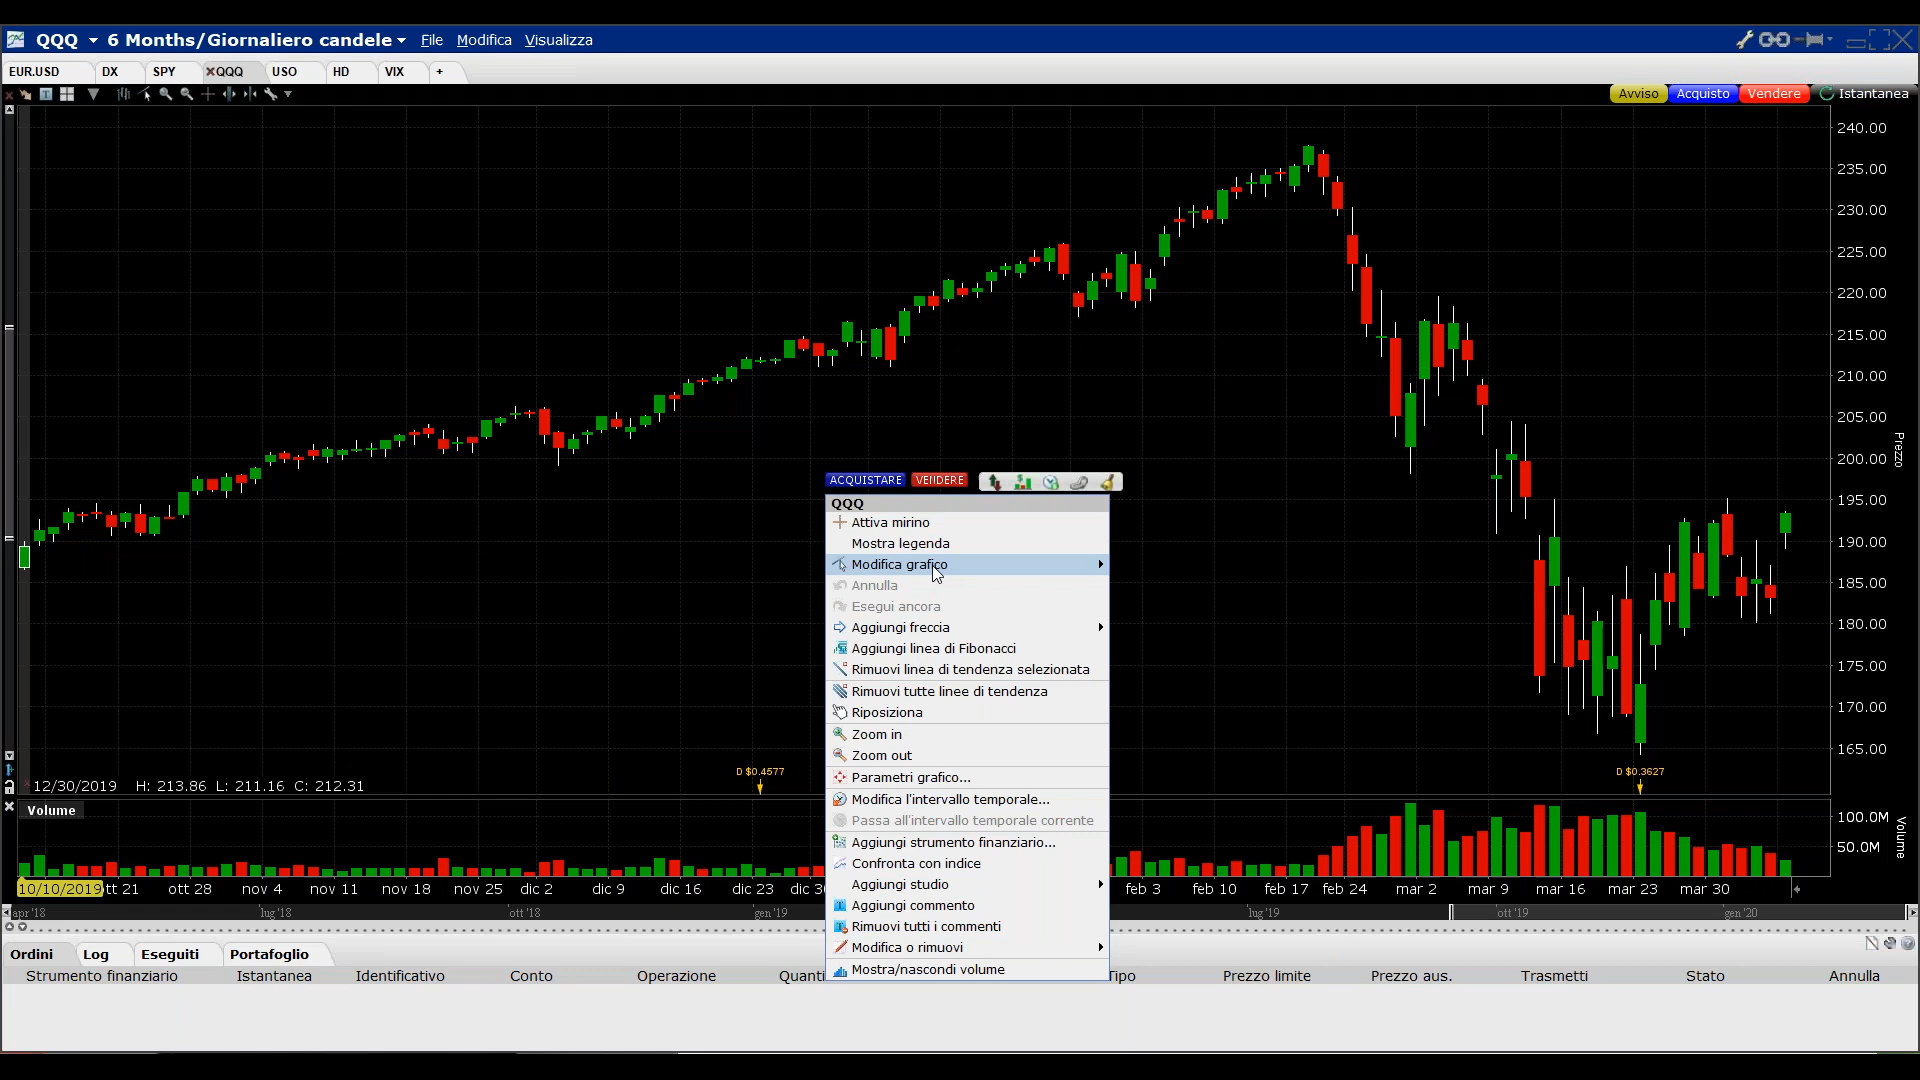 QQQ 6 Months/Giornaliero candele File Modifica Visualizza
EUR.USD DX SPY QQQ USO HD VIX +
Avviso Acquisto Vendere Istantanea
240.00
235.00
230.00
225.00
220.00
215.00
210.00
205.00
200.00
195.00
190.00
185.00
180.00
175.00
170.00
165.00
Prezzo
ACQUISTARE VENDERE
QQQ
Attiva mirino
Mostra legenda
Modifica grafico
Annulla
Esegui ancora
Aggiungi freccia
Aggiungi linea di Fibonacci
Rimuovi linea di tendenza selezionata
Rimuovi tutte linee di tendenza
Riposiziona
Zoom in
Zoom out
Parametri grafico...
Modifica l'intervallo temporale...
Passa all'intervallo temporale corrente
Aggiungi strumento finanziario...
Confronta con indice
Aggiungi studio
Aggiungi commento
Rimuovi tutti i commenti
Modifica o rimuovi
Mostra/nascondi volume
D $0.4577
D $0.3627
12/30/2019 H: 213.86 L: 211.16 C: 212.31
Volume
100.0M
50.0M
Volume
10/10/2019 tt 21 ott 28 nov 4 nov 11 nov 18 nov 25 dic 2 dic 9 dic 16 dic 23 dic 3 feb 3 feb 10 feb 17 feb 24 mar 2 mar 9 mar 16 mar 23 mar 30
apr '18 lug '18 ott '18 gen '19 lug '19 ott '19 gen '20
Ordini Log Eseguiti Portafoglio
Strumento finanziario Istantanea Identificativo Conto Operazione Quanti Tipo Prezzo limite Prezzo aus. Trasmetti Stato Annulla